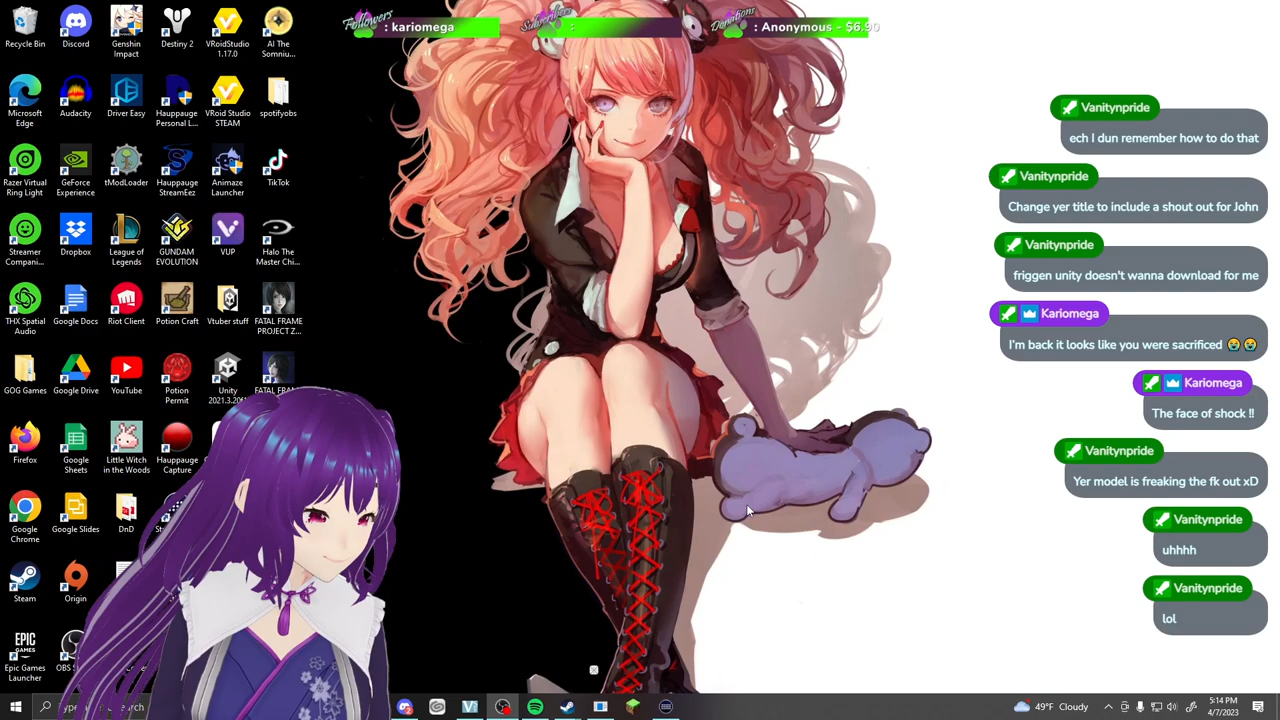 Followers : kariomega
Subscribers :
Donations : Anonymous - $6.90
Recycle Bin
Discord
Genshin Impact
Destiny 2
VRoidStudio 1.17.0
AI The Somniu...
Microsoft Edge
Audacity
Driver Easy
Hauppauge Personal L...
VRoid Studio STEAM
spotifyobs
Razer Virtual Ring Light
GeForce Experience
tModLoader
Hauppauge StreamEez
Animaze Launcher
TikTok
Streamer Compani...
Dropbox
League of Legends
GUNDAM EVOLUTION
VUP
Halo The Master Chi...
THX Spatial Audio
Google Docs
Riot Client
Potion Craft
Vtuber stuff
FATAL FRAME PROJECT Z...
GOG Games
Google Drive
YouTube
Potion Permit
Unity 2021.3.20f1
FATAL FRAME
Firefox
Google Sheets
Little Witch in the Woods
Hauppauge Capture
Google Chrome
Google Slides
DnD
Steam
Origin
Epic Games Launcher
OBS S
Vanitynpride
ech I dun remember how to do that
Vanitynpride
Change yer title to include a shout out for John
Vanitynpride
friggen unity doesn't wanna download for me
Kariomega
I'm back it looks like you were sacrificed 😭😭
Kariomega
The face of shock !!
Vanitynpride
Yer model is freaking the fk out xD
Vanitynpride
uhhhh
Vanitynpride
lol
49°F Cloudy
5:14 PM
4/7/2023